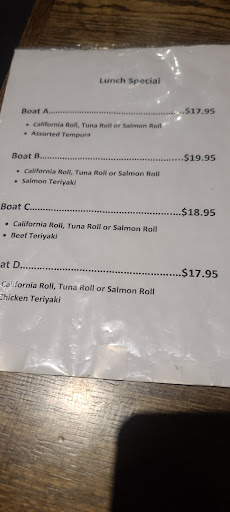 Lunch Special
Boat A......................................$17.95
• California Roll, Tuna Roll or Salmon Roll
• Assorted Tempura
Boat B......................................$19.95
• California Roll, Tuna Roll or Salmon Roll
• Salmon Teriyaki
Boat C......................................$18.95
• California Roll, Tuna Roll or Salmon Roll
• Beef Teriyaki
at D......................................$17.95
California Roll, Tuna Roll or Salmon Roll
Chicken Teriyaki